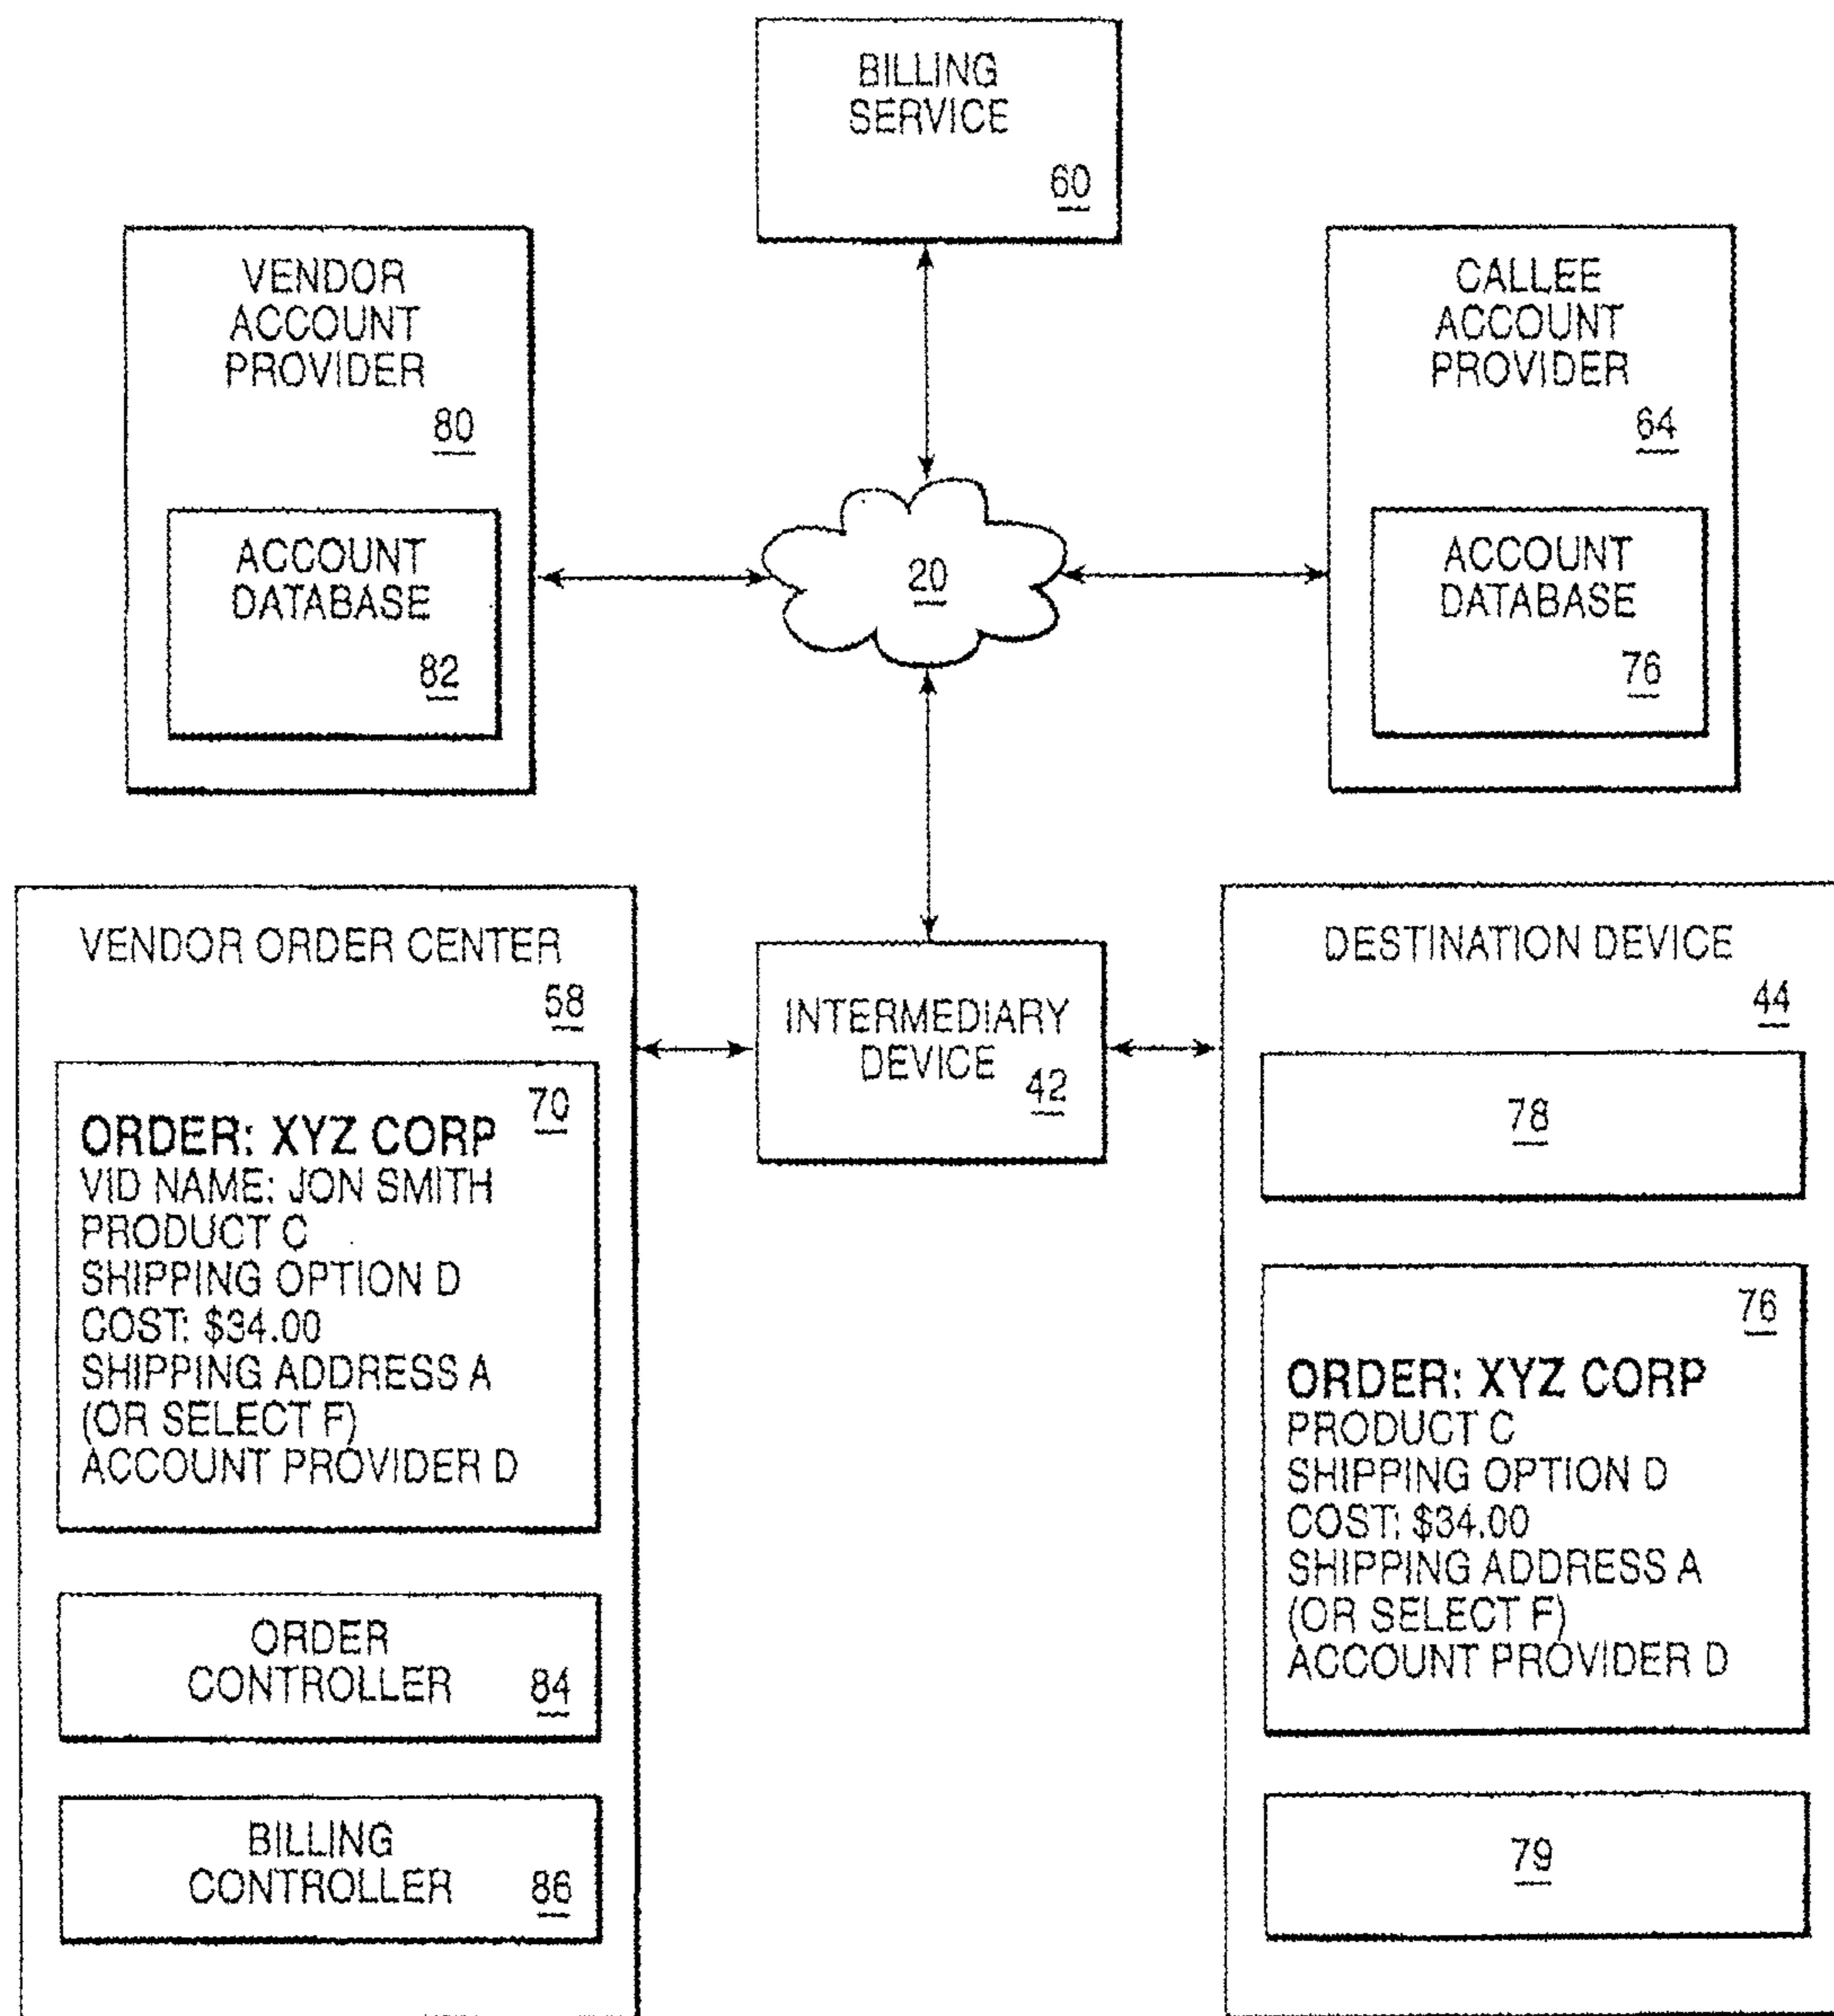 BILLING
SERVICE
60
VENDOR
ACCOUNT
PROVIDER
80
ACCOUNT
DATABASE
82
20
CALLEE
ACCOUNT
PROVIDER
64
ACCOUNT
DATABASE
76
VENDOR ORDER CENTER
58
70
ORDER: XYZ CORP
VID NAME: JON SMITH
PRODUCT C
SHIPPING OPTION D
COST: $34.00
SHIPPING ADDRESS A
(OR SELECT F)
ACCOUNT PROVIDER D
ORDER
CONTROLLER 84
BILLING
CONTROLLER 86
INTERMEDIARY
DEVICE 42
DESTINATION DEVICE
44
78
76
ORDER: XYZ CORP
PRODUCT C
SHIPPING OPTION D
COST: $34.00
SHIPPING ADDRESS A
(OR SELECT F)
ACCOUNT PROVIDER D
79